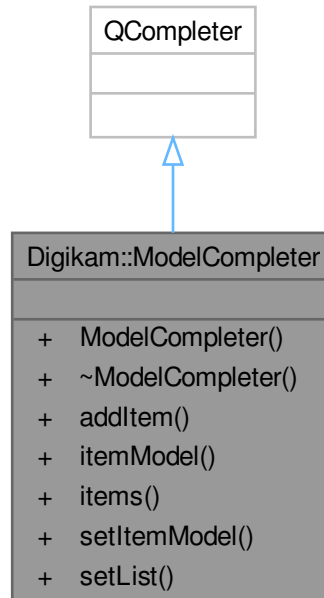 QCompleter
Digikam::ModelCompleter
+ ModelCompleter()
+ ~ModelCompleter()
+ addItem()
+ itemModel()
+ items()
+ setItemModel()
+ setList()